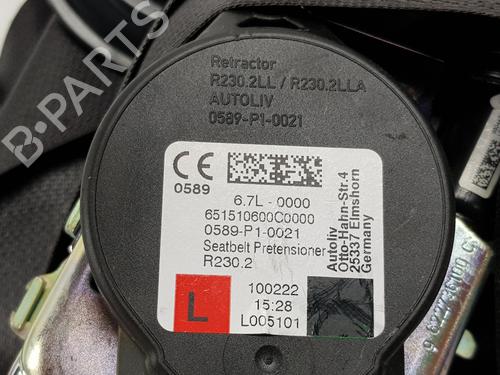 Retractor
R230.2LL / R230.2LLA
AUTOLIV
0589-P1-0021
CE
0589
6.7L - 0000
651510600C0000
0589-P1-0021
Seatbelt Pretensioner
R230.2
Autoliv
Otto-Hahn-Str.4
25337 Elmshorn
Germany
L
100222
15:28
L005101
B-PARTS